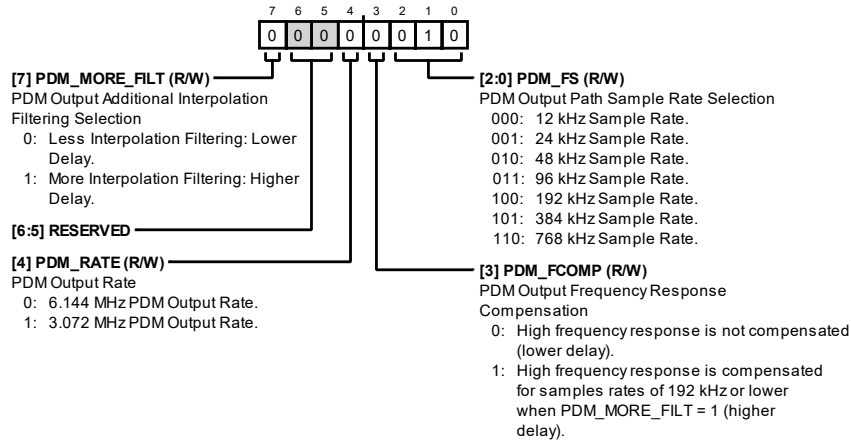 7 6 5 4 3 2 1 0
0 0 0 0 0 0 1 0
[7] PDM_MORE_FILT (R/W)
PDM Output Additional Interpolation
Filtering Selection
0: Less Interpolation Filtering: Lower
Delay.
1: More Interpolation Filtering: Higher
Delay.
[6:5] RESERVED
[4] PDM_RATE (R/W)
PDM Output Rate
0: 6.144 MHz PDM Output Rate.
1: 3.072 MHz PDM Output Rate.
[2:0] PDM_FS (R/W)
PDM Output Path Sample Rate Selection
000: 12 kHz Sample Rate.
001: 24 kHz Sample Rate.
010: 48 kHz Sample Rate.
011: 96 kHz Sample Rate.
100: 192 kHz Sample Rate.
101: 384 kHz Sample Rate.
110: 768 kHz Sample Rate.
[3] PDM_FCOMP (R/W)
PDM Output Frequency Response
Compensation
0: High frequency response is not compensated
(lower delay).
1: High frequency response is compensated
for samples rates of 192 kHz or lower
when PDM_MORE_FILT = 1 (higher
delay).